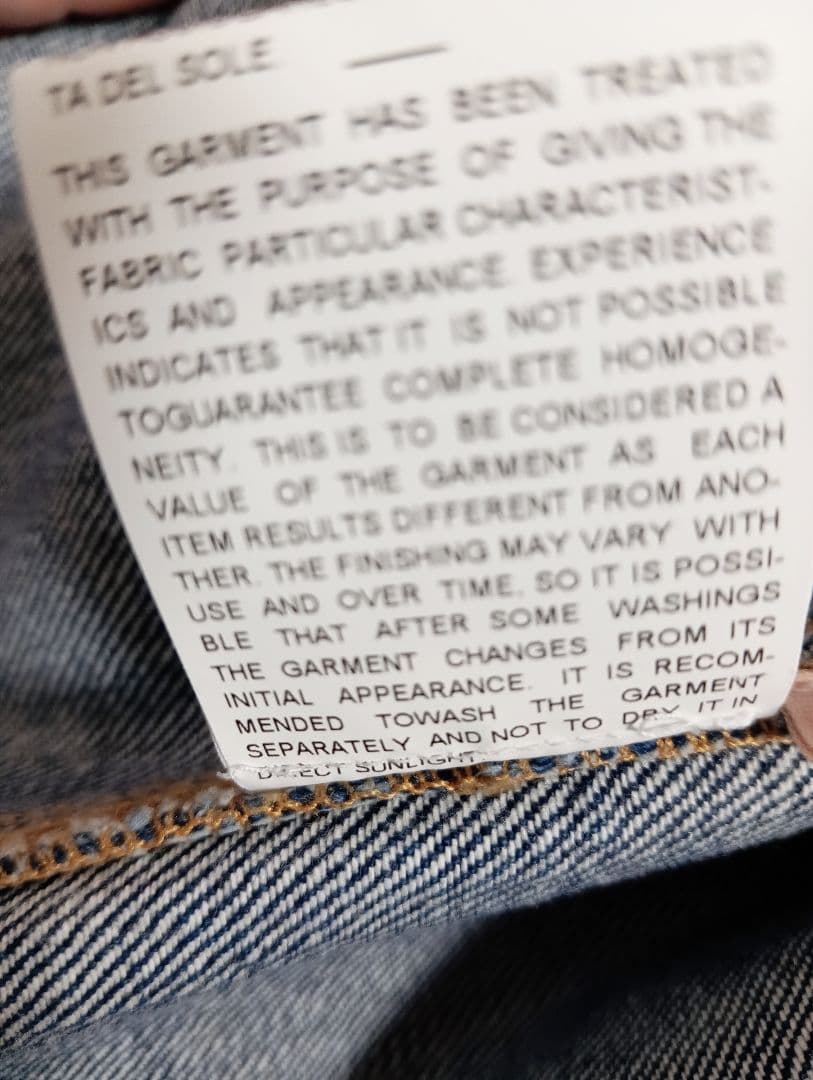 TA DEL SOLE
THIS GARMENT HAS BEEN TREATED
WITH THE PURPOSE OF GIVING THE
FABRIC PARTICULAR CHARACTERIST-
ICS AND APPEARANCE. EXPERIENCE
INDICATES THAT IT IS NOT POSSIBLE
TOGUARANTEE COMPLETE HOMOGE-
NEITY. THIS IS TO BE CONSIDERED A
VALUE OF THE GARMENT AS EACH
ITEM RESULTS DIFFERENT FROM ANO-
THER. THE FINISHING MAY VARY WITH
USE AND OVER TIME, SO IT IS POSSI-
BLE THAT AFTER SOME WASHINGS
THE GARMENT CHANGES FROM ITS
INITIAL APPEARANCE. IT IS RECOM-
MENDED TOWASH THE GARMENT
SEPARATELY AND NOT TO DRY IT IN
DIRECT SUNLIGHT